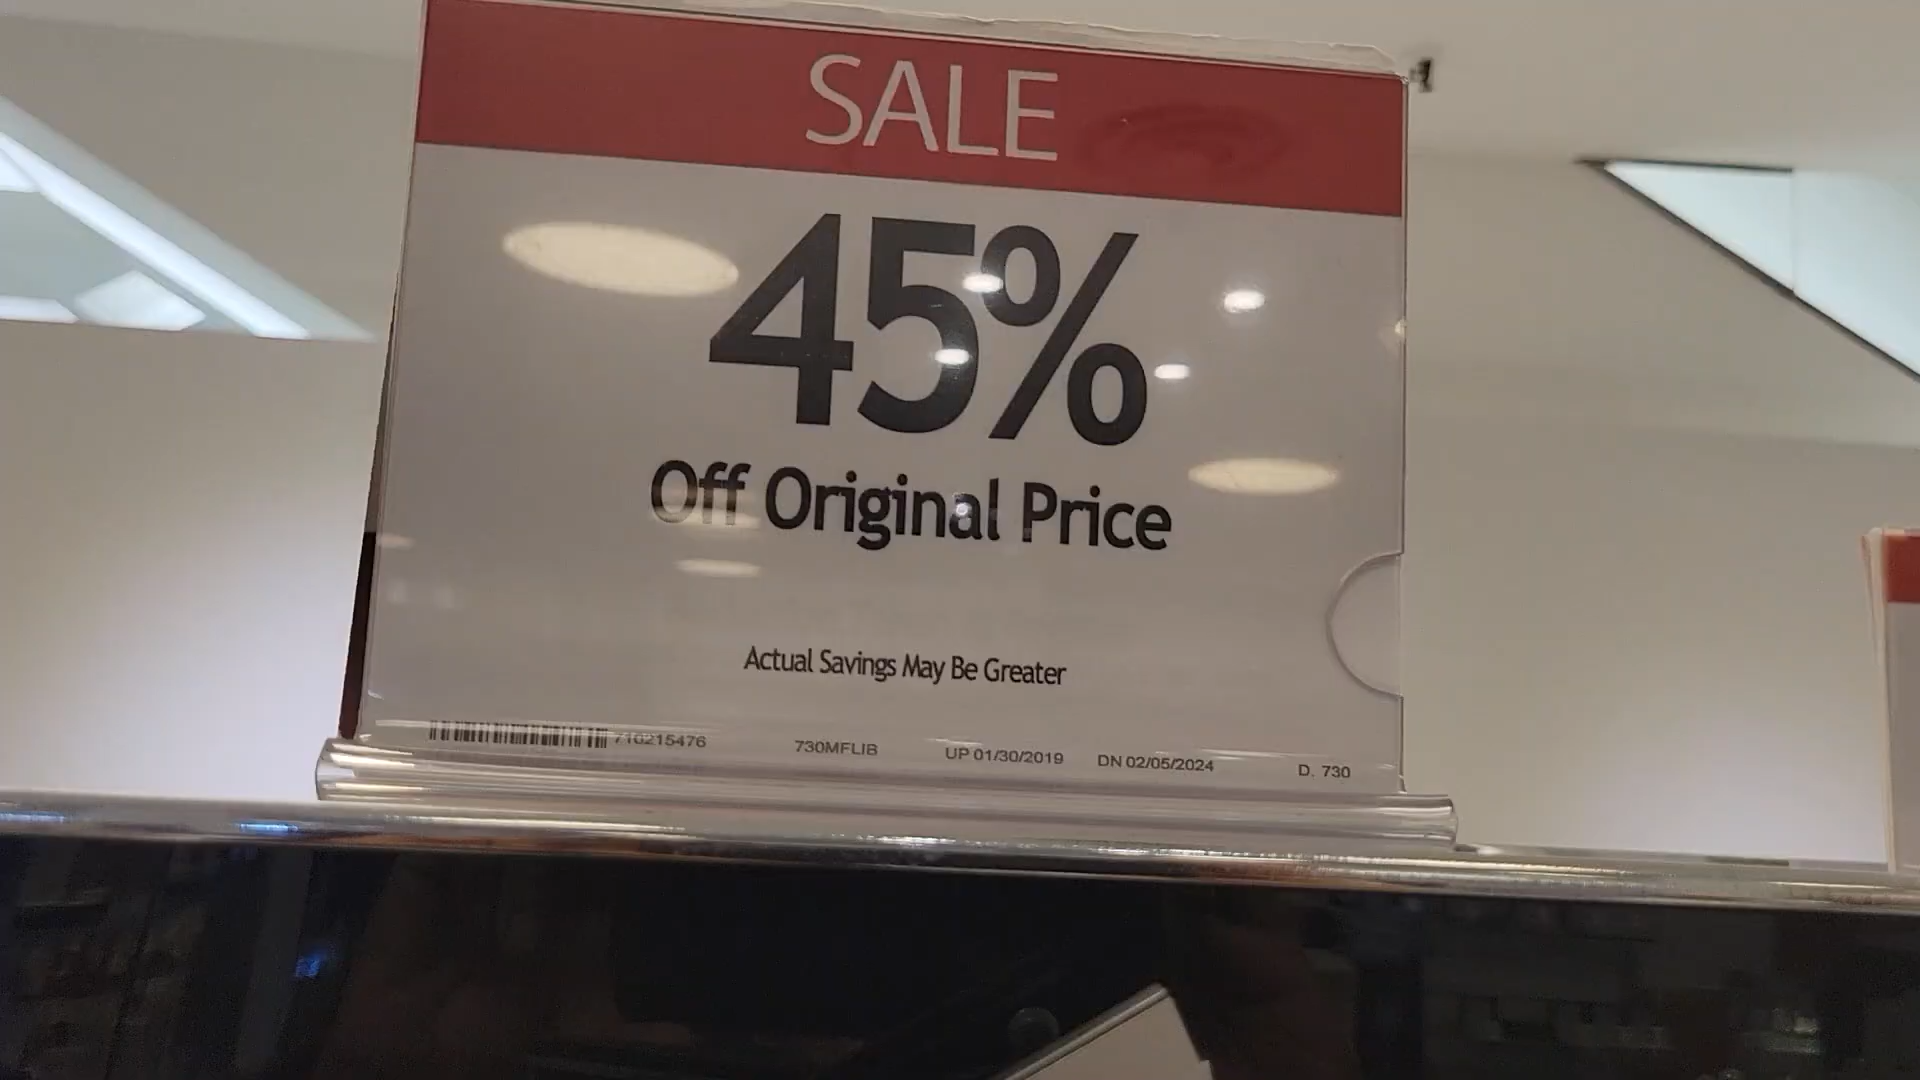 SALE
45%
Off Original Price
Actual Savings May Be Greater
716215476 730MFLIB UP 01/30/2019 DN 02/05/2024 D. 730